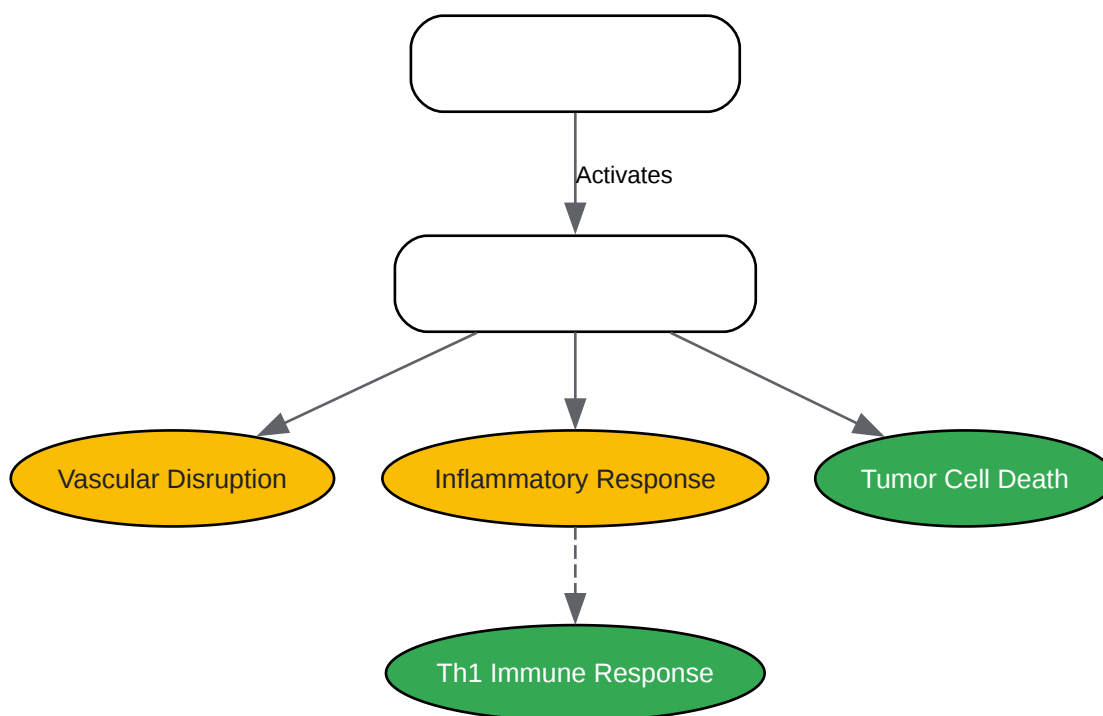 Activates
Vascular Disruption
Inflammatory Response
Tumor Cell Death
Th1 Immune Response